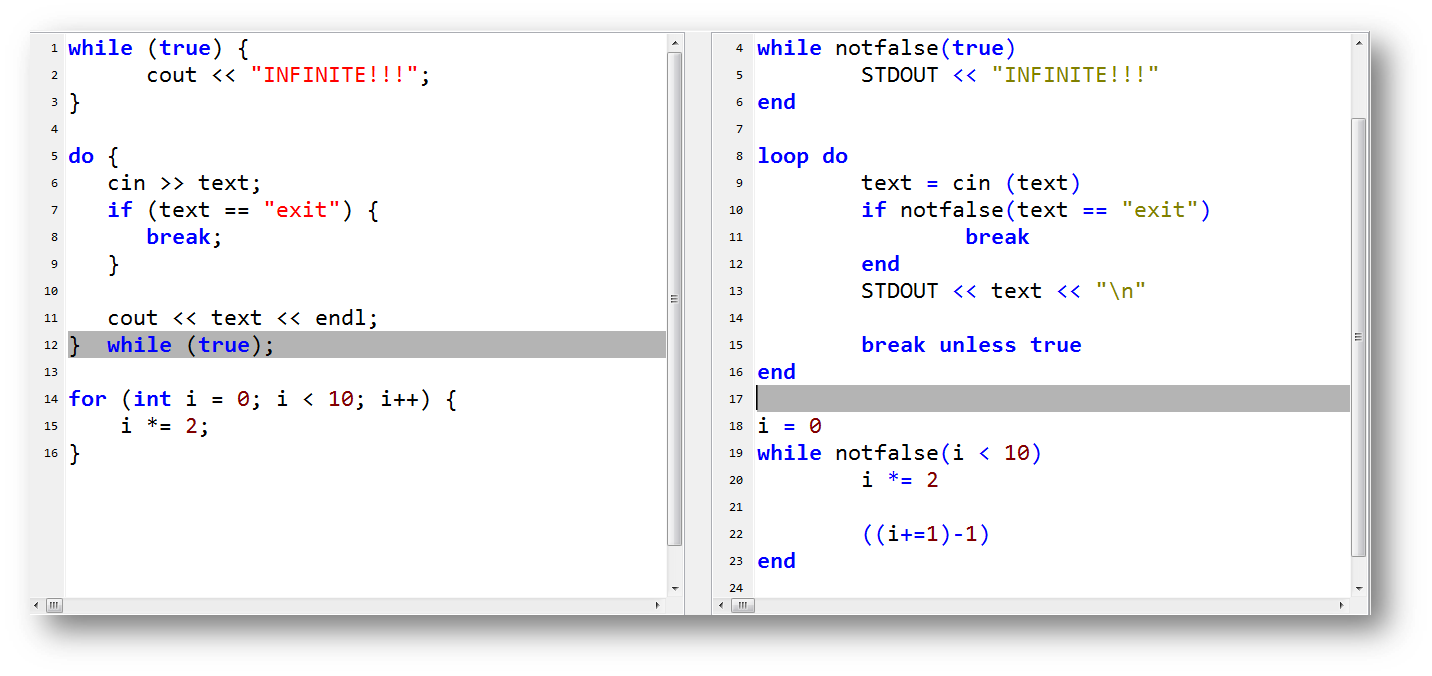 1 while (true) {
2 cout << "INFINITE!!!";
3 }
4
5 do {
6 cin >> text;
7 if (text == "exit") {
8 break;
9 }
10
11 cout << text << endl;
12 } while (true);
13
14 for (int i = 0; i < 10; i++) {
15 i *= 2;
16 }
4 while notfalse(true)
5 STDOUT << "INFINITE!!!"
6 end
7
8 loop do
9 text = cin (text)
10 if notfalse(text == "exit")
11 break
12 end
13 STDOUT << text << "\n"
14
15 break unless true
16 end
17
18 i = 0
19 while notfalse(i < 10)
20 i *= 2
21
22 ((i+=1)-1)
23 end
24